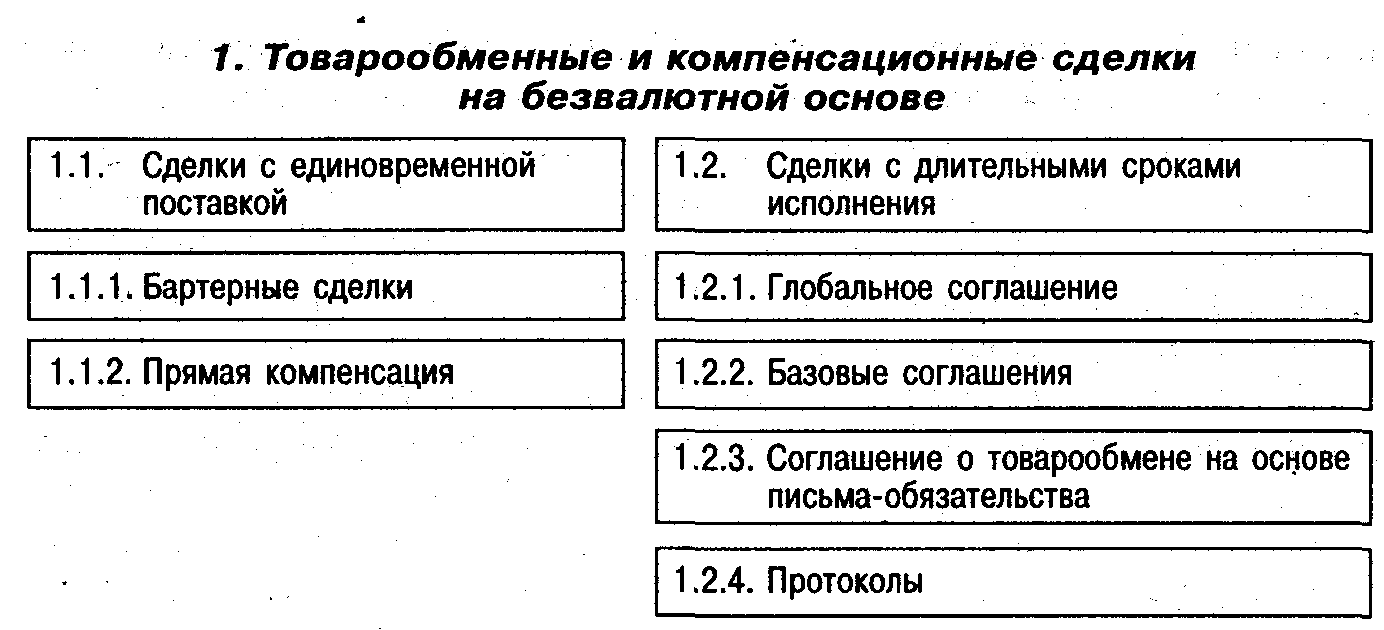 1. Товарообменные и компенсационные сделки
на безвалютной основе
1.1. Сделки с единовременной
поставкой
1.1.1. Бартерные сделки
1.1.2. Прямая компенсация
1.2. Сделки с длительными сроками
исполнения
1.2.1. Глобальное соглашение
1.2.2. Базовые соглашения
1.2.3. Соглашение о товарообмене на основе
письма-обязательства
1.2.4. Протоколы